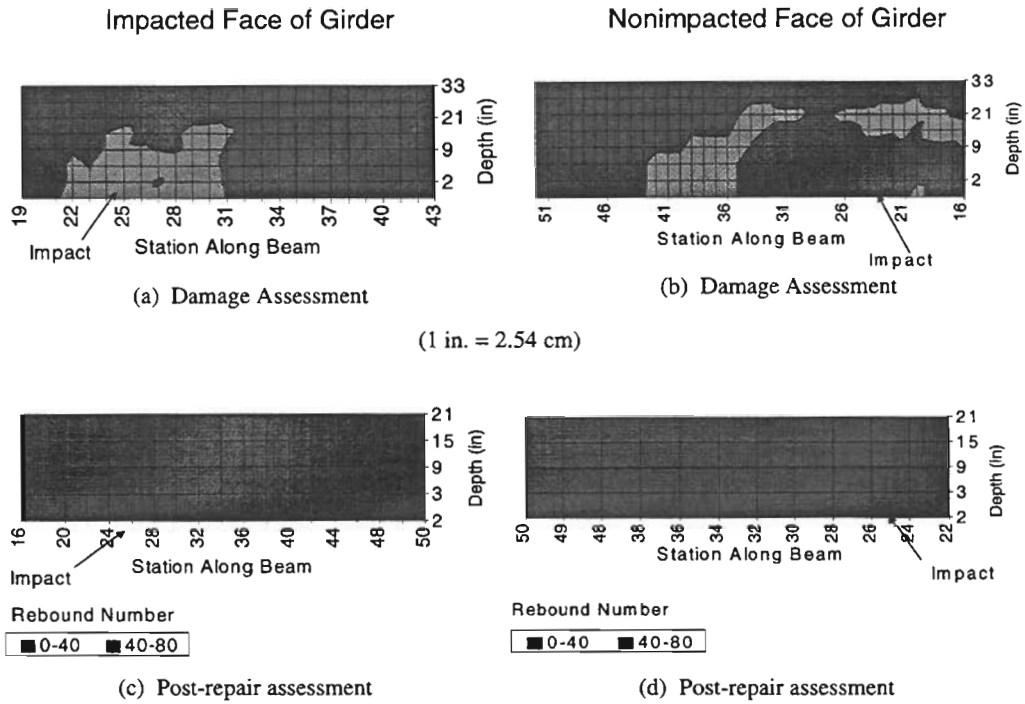 Impacted Face of Girder
Nonimpacted Face of Girder
33
21
9
2
Depth (in)
19 22 25 28 31 34 37 40 43
Impact
Station Along Beam
(a) Damage Assessment
33
21
9
2
Depth (in)
51 46 41 36 31 26 21 16
Station Along Beam
Impact
(b) Damage Assessment
(1 in. = 2.54 cm)
21
15
9
3
2
Depth (in)
16 20 24 28 32 36 40 44 50
Impact
Station Along Beam
Rebound Number
0-40 40-80
(c) Post-repair assessment
21
15
9
3
2
Depth (in)
50 49 48 38 36 34 32 30 28 26 24 22
Station Along Beam
Impact
Rebound Number
0-40 40-80
(d) Post-repair assessment